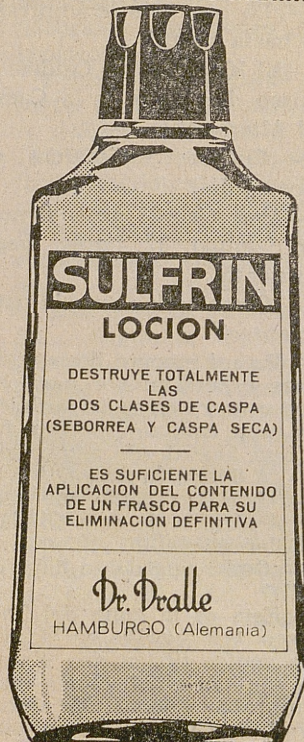 SULFRIN
LOCION
DESTRUYE TOTALMENTE
LAS
DOS CLASES DE CASPA
(SEBORREA Y CASPA SECA)
ES SUFICIENTE LA
APLICACION DEL CONTENIDO
DE UN FRASCO PARA SU
ELIMINACION DEFINITIVA
Dr. Dralle
HAMBURGO (Alemania)